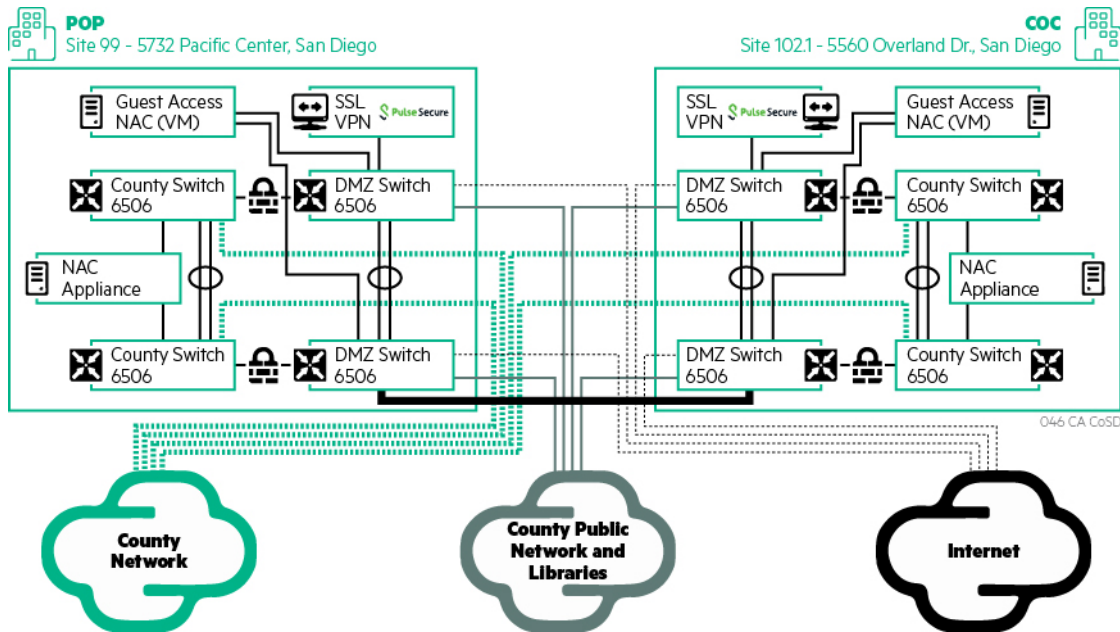 POP
Site 99 - 5732 Pacific Center, San Diego
COC
Site 102.1 - 5560 Overland Dr., San Diego
Guest Access
NAC (VM)
SSL
VPN
Pulse Secure
SSL
VPN
Pulse Secure
Guest Access
NAC (VM)
County Switch
6506
DMZ Switch
6506
DMZ Switch
6506
County Switch
6506
NAC
Appliance
NAC
Appliance
County Switch
6506
DMZ Switch
6506
DMZ Switch
6506
County Switch
6506
046 CA CoSD
County
Network
County Public
Network and
Libraries
Internet